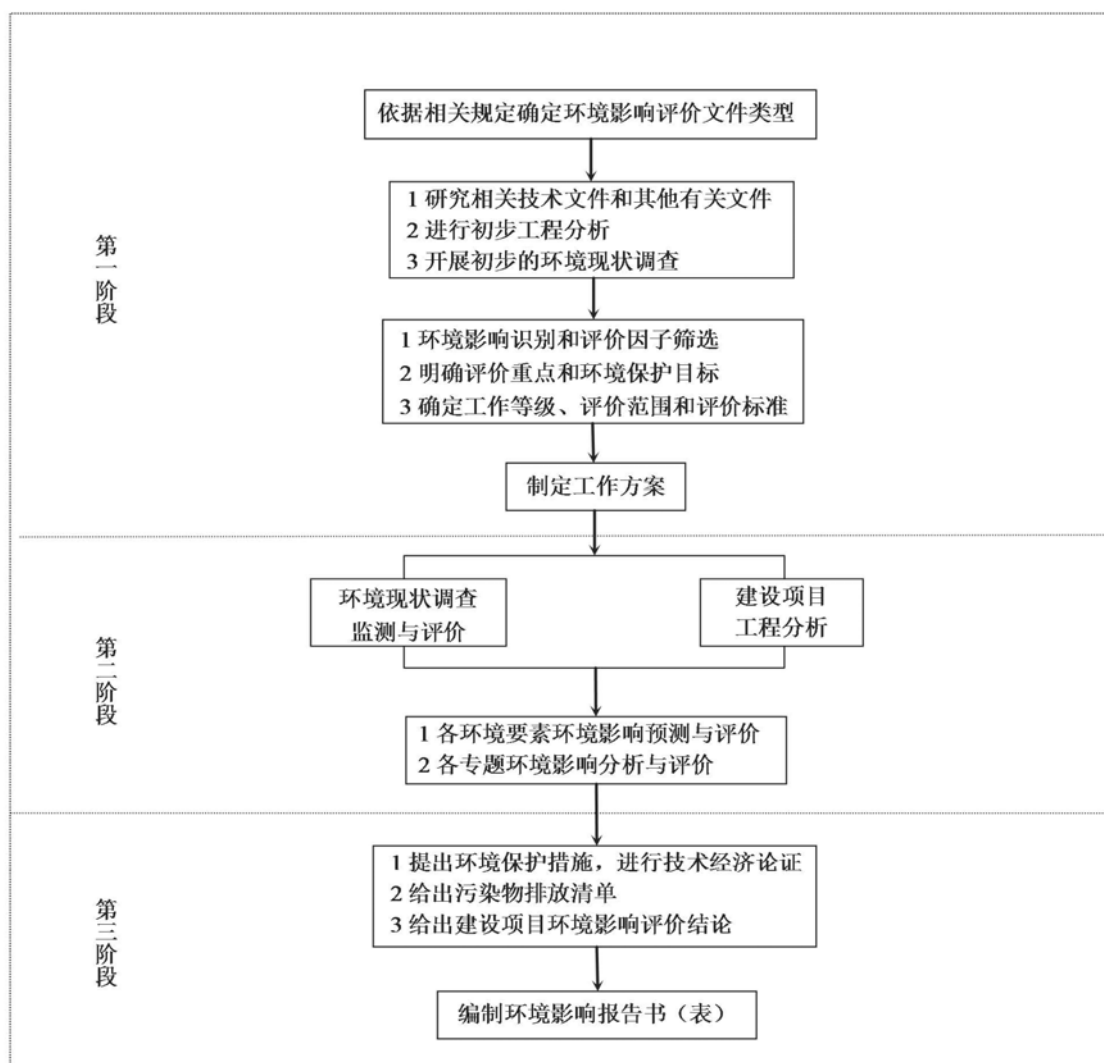 依据相关规定确定环境影响评价文件类型
1 研究相关技术文件和其他有关文件
2 进行初步工程分析
3 开展初步的环境现状调查
第一阶段
1 环境影响识别和评价因子筛选
2 明确评价重点和环境保护目标
3 确定工作等级、评价范围和评价标准
制定工作方案
环境现状调查
监测与评价
建设项目
工程分析
第二阶段
1 各环境要素环境影响预测与评价
2 各专题环境影响分析与评价
1 提出环境保护措施，进行技术经济论证
2 给出污染物排放清单
3 给出建设项目环境影响评价结论
第三阶段
编制环境影响报告书（表）